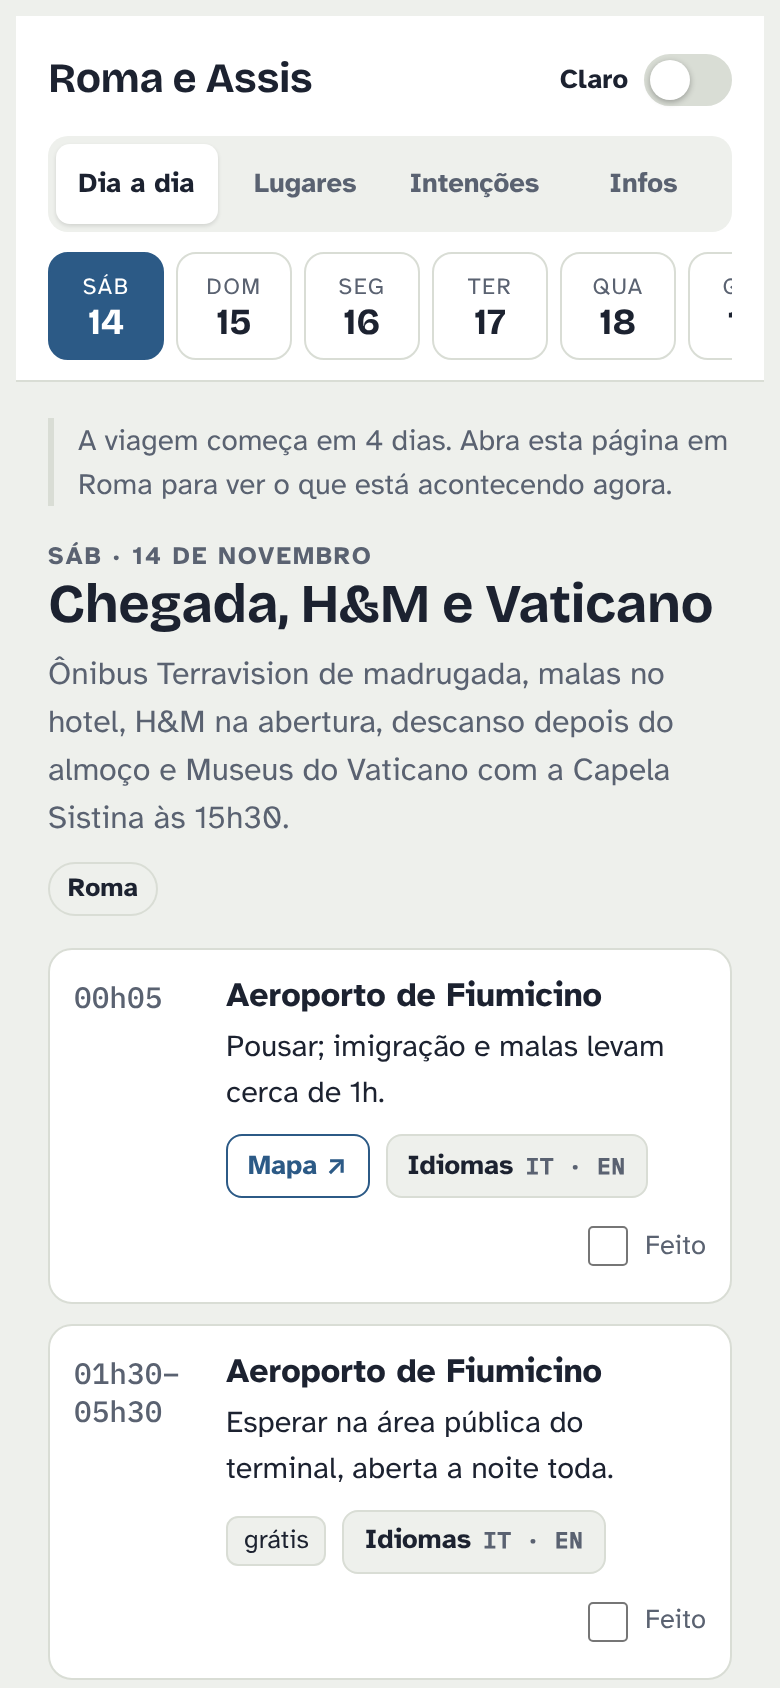 Roma e Assis
Claro
Dia a dia
Lugares
Intenções
Infos
SÁB
14
DOM
15
SEG
16
TER
17
QUA
18
A viagem começa em 4 dias. Abra esta página em
Roma para ver o que está acontecendo agora.
SÁB · 14 DE NOVEMBRO
Chegada, H&M e Vaticano
Ônibus Terravision de madrugada, malas no
hotel, H&M na abertura, descanso depois do
almoço e Museus do Vaticano com a Capela
Sistina às 15h30.
Roma
00h05
Aeroporto de Fiumicino
Pousar; imigração e malas levam
cerca de 1h.
Mapa ↗
Idiomas IT · EN
Feito
01h30–
05h30
Aeroporto de Fiumicino
Esperar na área pública do
terminal, aberta a noite toda.
grátis
Idiomas IT · EN
Feito